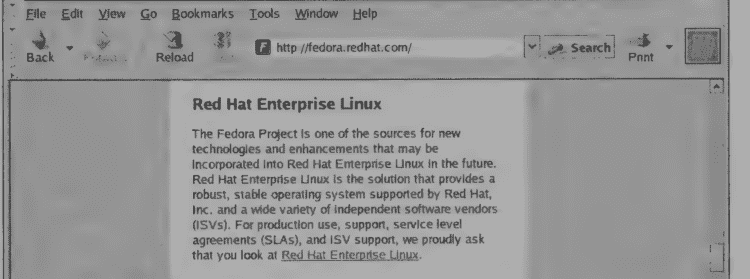 File Edit View Go Bookmarks Tools Window Help
Back Reload http://fedora.redhat.com/ Search Print
Red Hat Enterprise Linux
The Fedora Project is one of the sources for new
technologies and enhancements that may be
incorporated into Red Hat Enterprise Linux in the future.
Red Hat Enterprise Linux is the solution that provides a
robust, stable operating system supported by Red Hat,
Inc. and a wide variety of independent software vendors
(ISVs). For production use, support, service level
agreements (SLAs), and ISV support, we proudly ask
that you look at Red Hat Enterprise Linux.